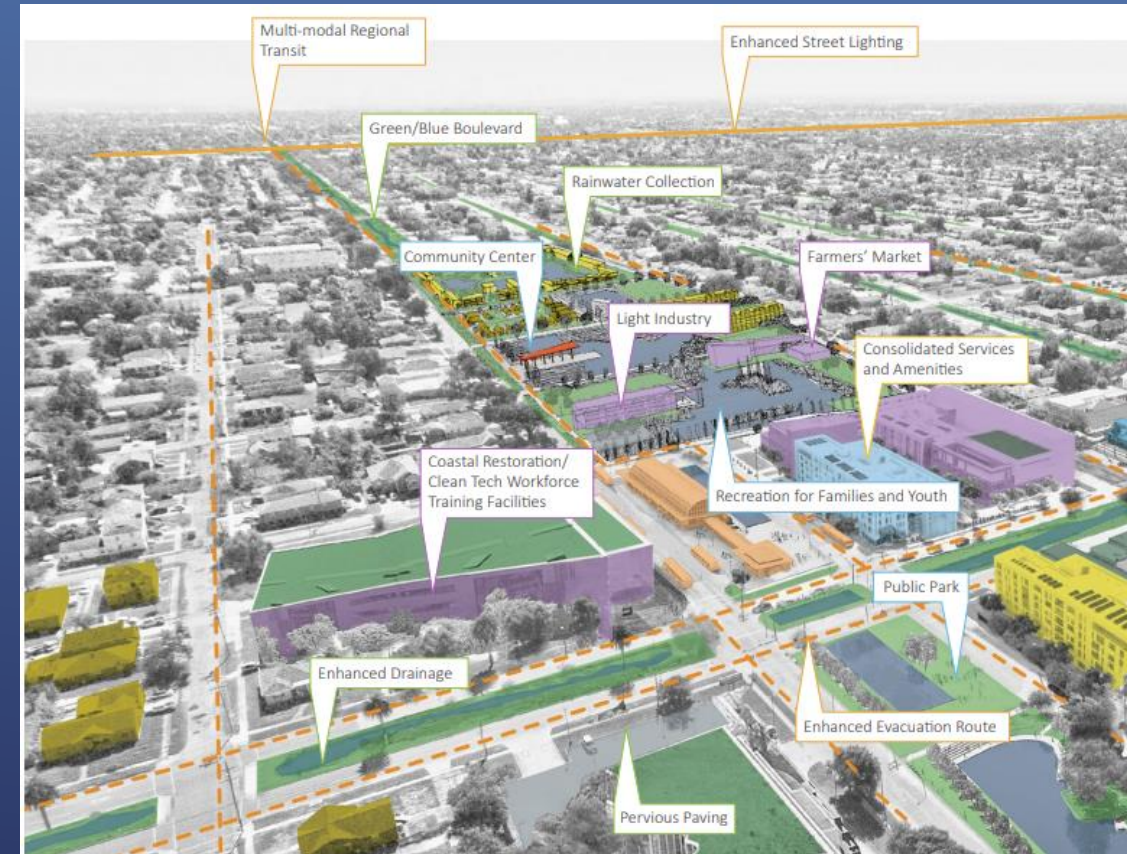 Multi-modal Regional
Transit
Enhanced Street Lighting
Green/Blue Boulevard
Rainwater Collection
Community Center
Farmers' Market
Light Industry
Consolidated Services
and Amenities
Coastal Restoration/
Clean Tech Workforce
Training Facilities
Recreation for Families and Youth
Public Park
Enhanced Drainage
Enhanced Evacuation Route
Pervious Paving